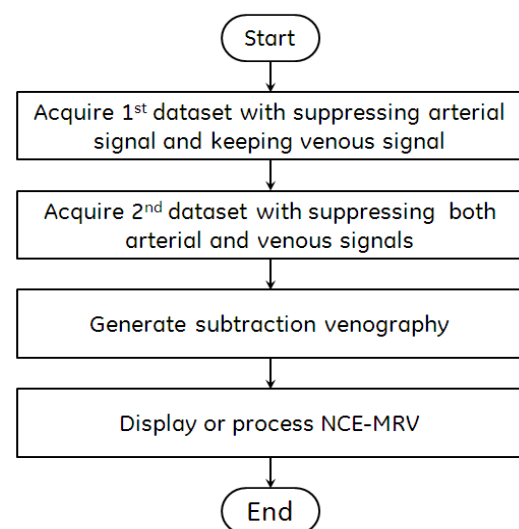 Start
Acquire 1st dataset with suppressing arterial
signal and keeping venous signal
Acquire 2nd dataset with suppressing both
arterial and venous signals
Generate subtraction venography
Display or process NCE-MRV
End